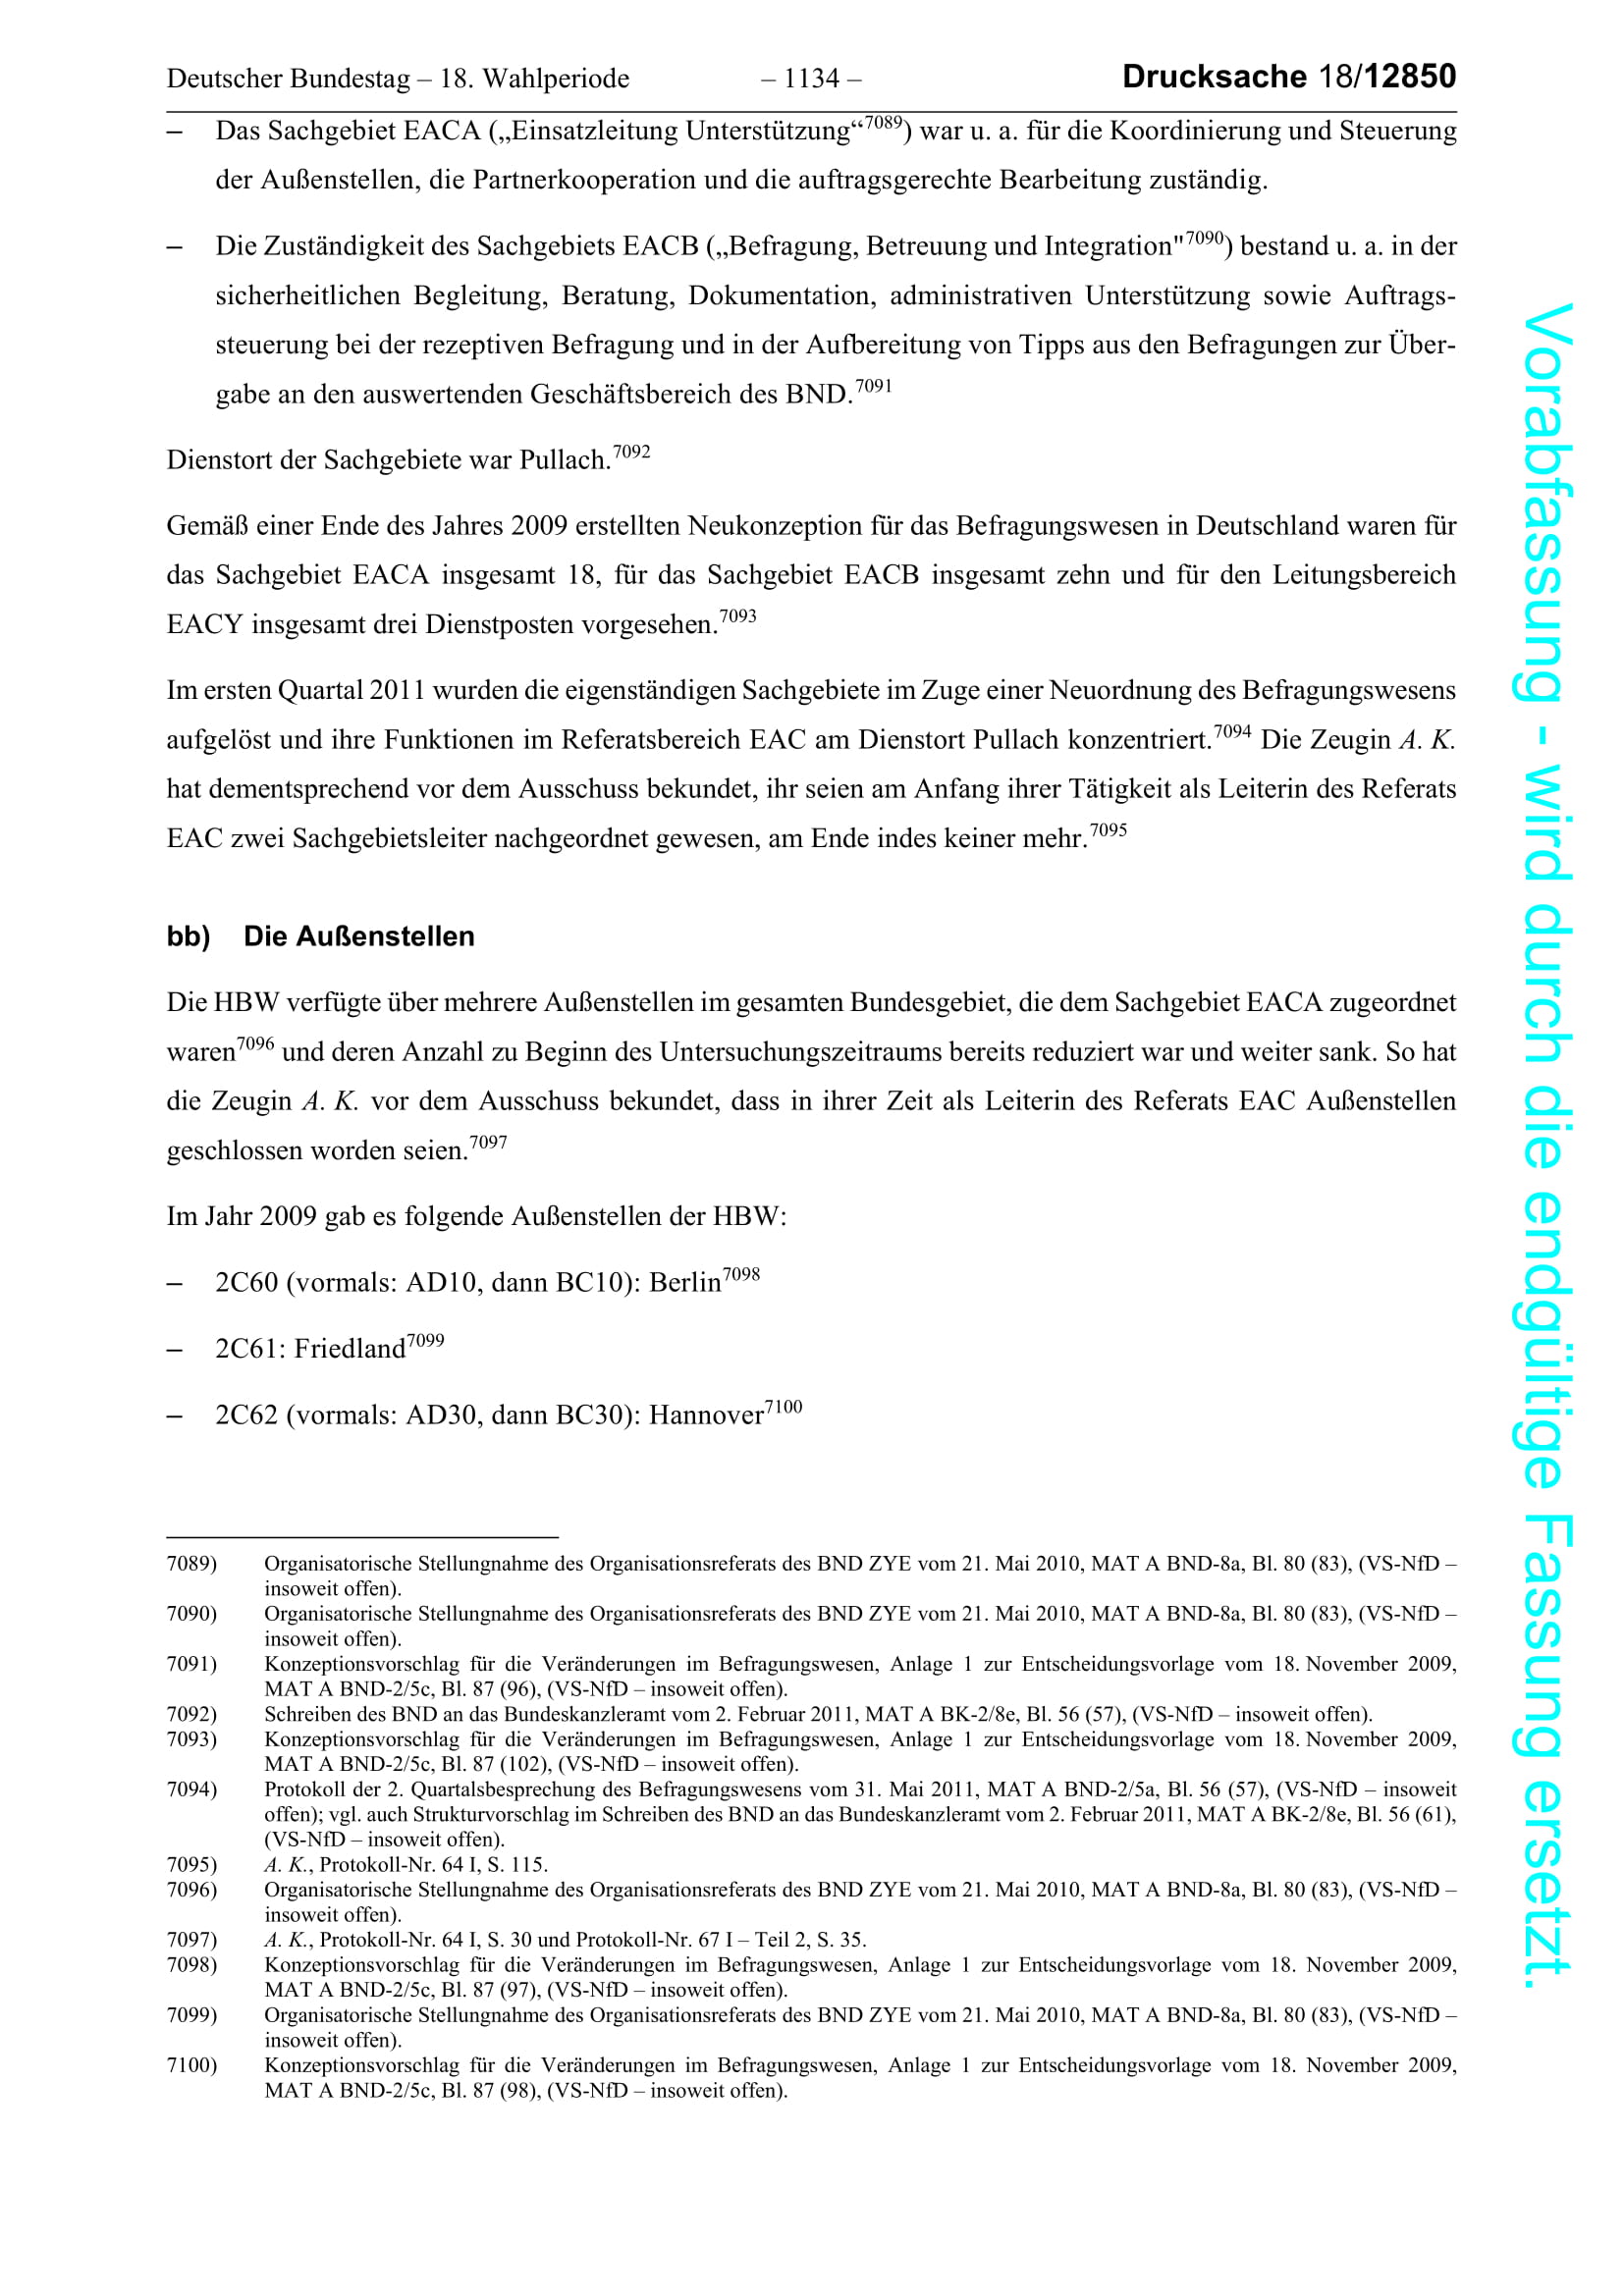 Deutscher Bundestag – 18. Wahlperiode – 1134 – Drucksache 18/12850
– Das Sachgebiet EACA („Einsatzleitung Unterstützung“7089) war u. a. für die Koordinierung und Steuerung
der Außenstellen, die Partnerkooperation und die auftragsgerechte Bearbeitung zuständig.
– Die Zuständigkeit des Sachgebiets EACB („Befragung, Betreuung und Integration"7090) bestand u. a. in der
sicherheitlichen Begleitung, Beratung, Dokumentation, administrativen Unterstützung sowie Auftrags-
steuerung bei der rezeptiven Befragung und in der Aufbereitung von Tipps aus den Befragungen zur Über-
gabe an den auswertenden Geschäftsbereich des BND.7091
Dienstort der Sachgebiete war Pullach.7092
Gemäß einer Ende des Jahres 2009 erstellten Neukonzeption für das Befragungswesen in Deutschland waren für
das Sachgebiet EACA insgesamt 18, für das Sachgebiet EACB insgesamt zehn und für den Leitungsbereich
EACY insgesamt drei Dienstposten vorgesehen.7093
Im ersten Quartal 2011 wurden die eigenständigen Sachgebiete im Zuge einer Neuordnung des Befragungswesens
aufgelöst und ihre Funktionen im Referatsbereich EAC am Dienstort Pullach konzentriert.7094 Die Zeugin A. K.
hat dementsprechend vor dem Ausschuss bekundet, ihr seien am Anfang ihrer Tätigkeit als Leiterin des Referats
EAC zwei Sachgebietsleiter nachgeordnet gewesen, am Ende indes keiner mehr.7095
bb) Die Außenstellen
Die HBW verfügte über mehrere Außenstellen im gesamten Bundesgebiet, die dem Sachgebiet EACA zugeordnet
waren7096 und deren Anzahl zu Beginn des Untersuchungszeitraums bereits reduziert war und weiter sank. So hat
die Zeugin A. K. vor dem Ausschuss bekundet, dass in ihrer Zeit als Leiterin des Referats EAC Außenstellen
geschlossen worden seien.7097
Im Jahr 2009 gab es folgende Außenstellen der HBW:
– 2C60 (vormals: AD10, dann BC10): Berlin7098
– 2C61: Friedland7099
– 2C62 (vormals: AD30, dann BC30): Hannover7100
7089) Organisatorische Stellungnahme des Organisationsreferats des BND ZYE vom 21. Mai 2010, MAT A BND-8a, Bl. 80 (83), (VS-NfD –
insoweit offen).
7090) Organisatorische Stellungnahme des Organisationsreferats des BND ZYE vom 21. Mai 2010, MAT A BND-8a, Bl. 80 (83), (VS-NfD –
insoweit offen).
7091) Konzeptionsvorschlag für die Veränderungen im Befragungswesen, Anlage 1 zur Entscheidungsvorlage vom 18. November 2009,
MAT A BND-2/5c, Bl. 87 (96), (VS-NfD – insoweit offen).
7092) Schreiben des BND an das Bundeskanzleramt vom 2. Februar 2011, MAT A BK-2/8e, Bl. 56 (57), (VS-NfD – insoweit offen).
7093) Konzeptionsvorschlag für die Veränderungen im Befragungswesen, Anlage 1 zur Entscheidungsvorlage vom 18. November 2009,
MAT A BND-2/5c, Bl. 87 (102), (VS-NfD – insoweit offen).
7094) Protokoll der 2. Quartalsbesprechung des Befragungswesens vom 31. Mai 2011, MAT A BND-2/5a, Bl. 56 (57), (VS-NfD – insoweit
offen); vgl. auch Strukturvorschlag im Schreiben des BND an das Bundeskanzleramt vom 2. Februar 2011, MAT A BK-2/8e, Bl. 56 (61),
(VS-NfD – insoweit offen).
7095) A. K., Protokoll-Nr. 64 I, S. 115.
7096) Organisatorische Stellungnahme des Organisationsreferats des BND ZYE vom 21. Mai 2010, MAT A BND-8a, Bl. 80 (83), (VS-NfD –
insoweit offen).
7097) A. K., Protokoll-Nr. 64 I, S. 30 und Protokoll-Nr. 67 I – Teil 2, S. 35.
7098) Konzeptionsvorschlag für die Veränderungen im Befragungswesen, Anlage 1 zur Entscheidungsvorlage vom 18. November 2009,
MAT A BND-2/5c, Bl. 87 (97), (VS-NfD – insoweit offen).
7099) Organisatorische Stellungnahme des Organisationsreferats des BND ZYE vom 21. Mai 2010, MAT A BND-8a, Bl. 80 (83), (VS-NfD –
insoweit offen).
7100) Konzeptionsvorschlag für die Veränderungen im Befragungswesen, Anlage 1 zur Entscheidungsvorlage vom 18. November 2009,
MAT A BND-2/5c, Bl. 87 (98), (VS-NfD – insoweit offen).
Vorabfassung - wird durch die endgültige Fassung ersetzt.